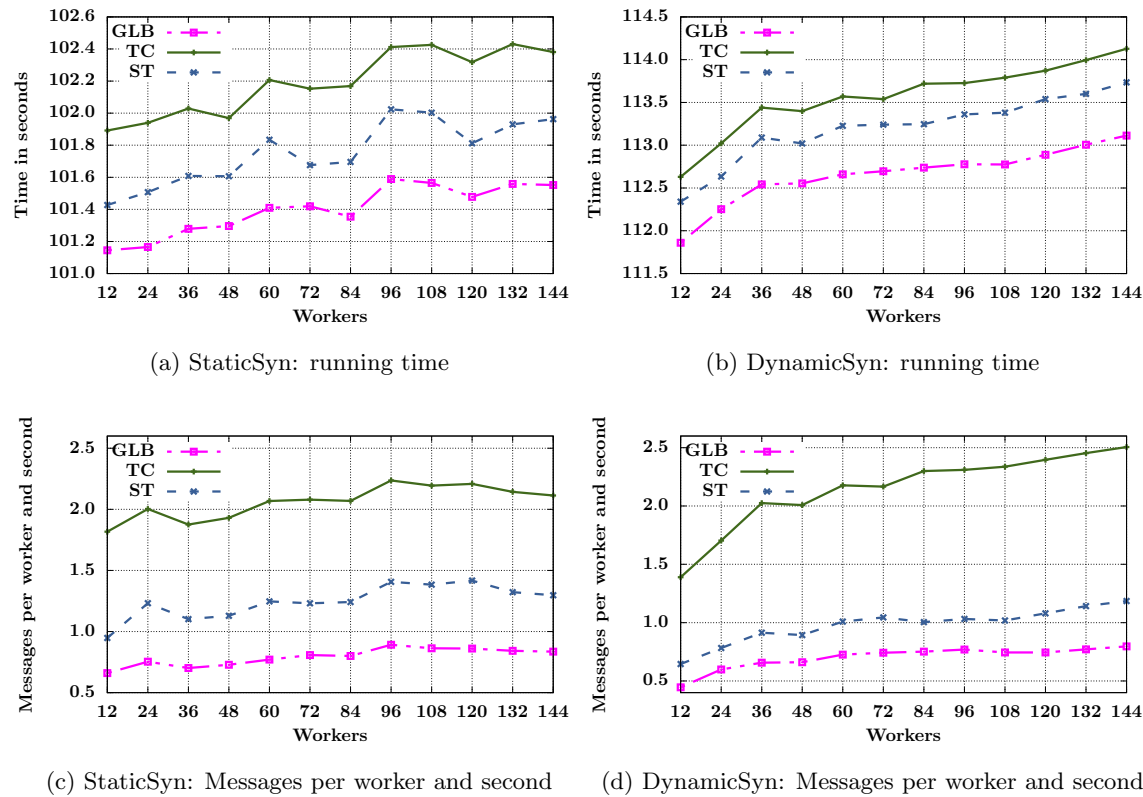 GLB
TC
ST
102.6
102.4
102.2
102.0
101.8
101.6
101.4
101.2
101.0
Time in seconds
12 24 36 48 60 72 84 96 108 120 132 144
Workers
(a) StaticSyn: running time
GLB
TC
ST
114.5
114.0
113.5
113.0
112.5
112.0
111.5
Time in seconds
12 24 36 48 60 72 84 96 108 120 132 144
Workers
(b) DynamicSyn: running time
GLB
TC
ST
2.5
2.0
1.5
1.0
0.5
Messages per worker and second
12 24 36 48 60 72 84 96 108 120 132 144
Workers
(c) StaticSyn: Messages per worker and second
GLB
TC
ST
2.5
2.0
1.5
1.0
0.5
Messages per worker and second
12 24 36 48 60 72 84 96 108 120 132 144
Workers
(d) DynamicSyn: Messages per worker and second